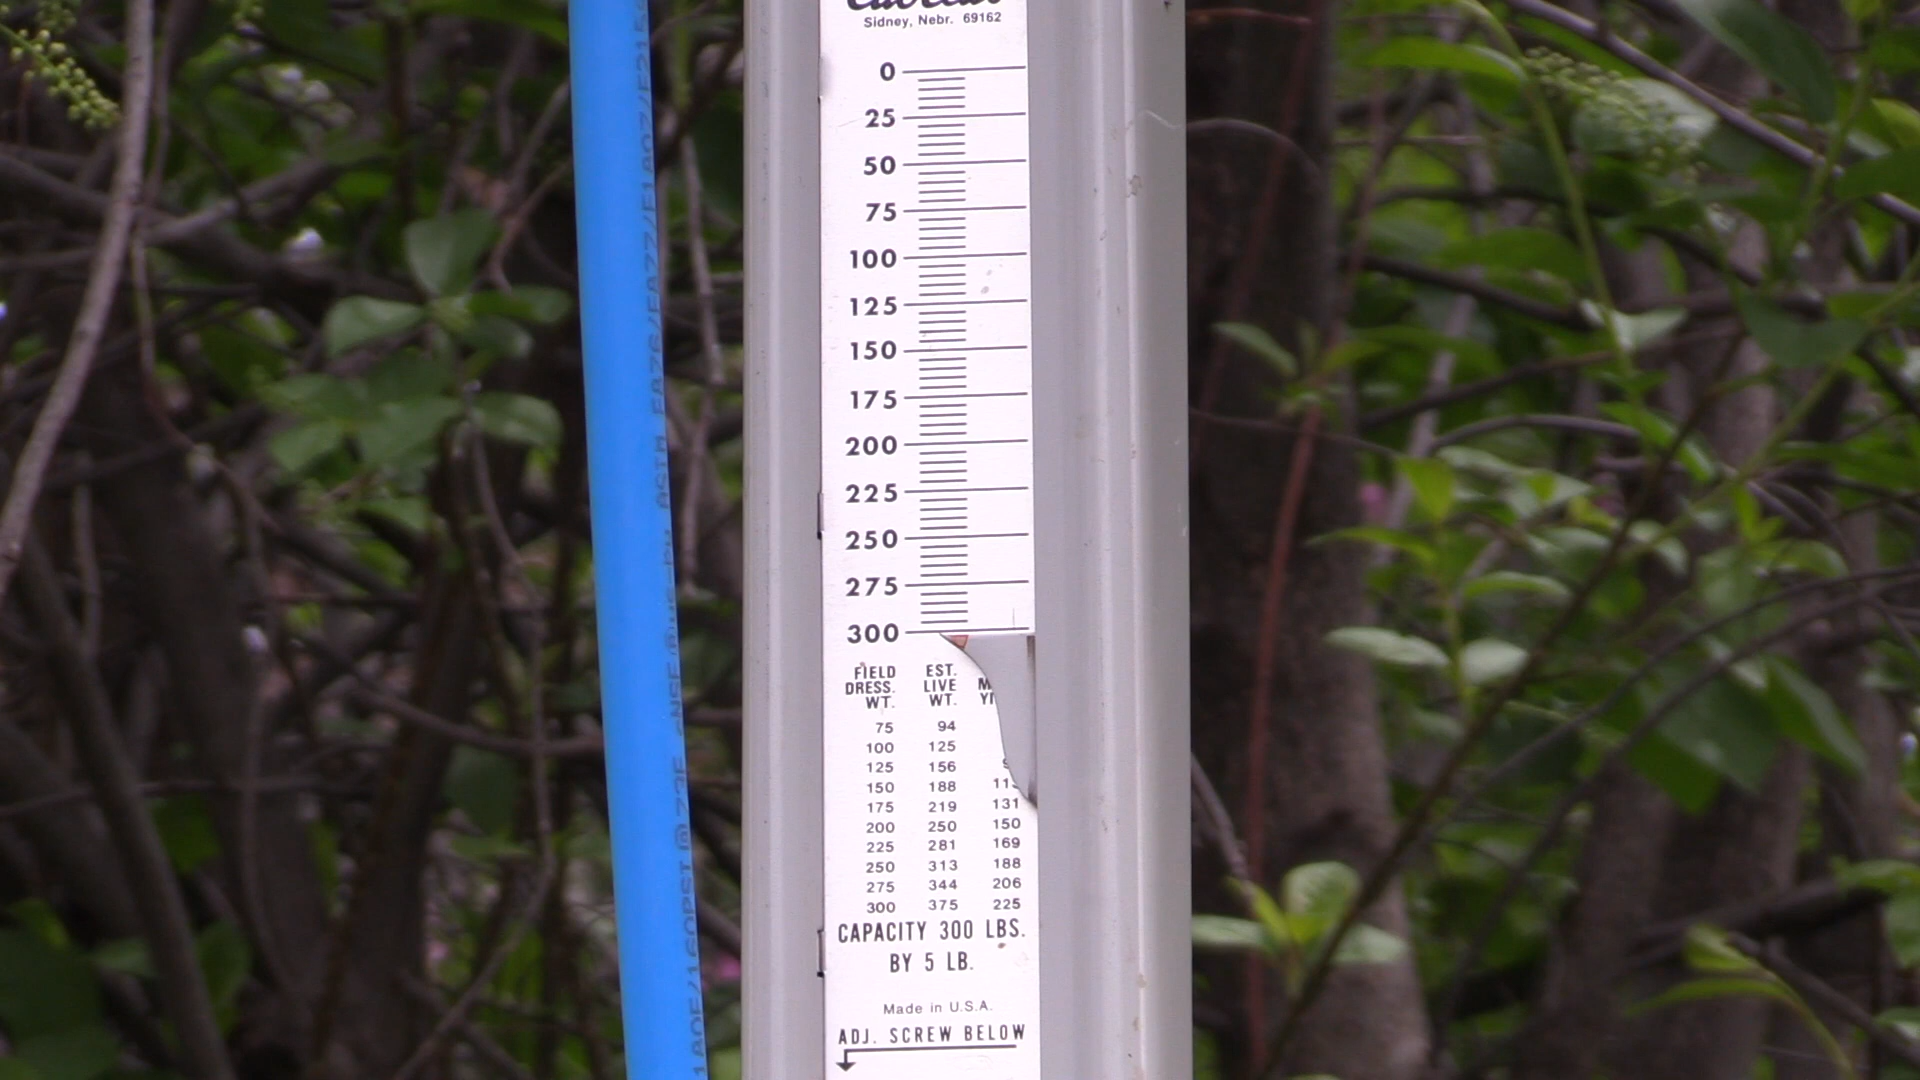 Sidney, Nebr. 69162
0
25
50
75
100
125
150
175
200
225
250
275
300
FIELD DRESS. WT. EST. LIVE WT.
75 94
100 125
125 156
150 188
175 219 131
200 250 150
225 281 169
250 313 188
275 344 206
300 375 225
CAPACITY 300 LBS.
BY 5 LB.
Made in U.S.A.
ADJ. SCREW BELOW